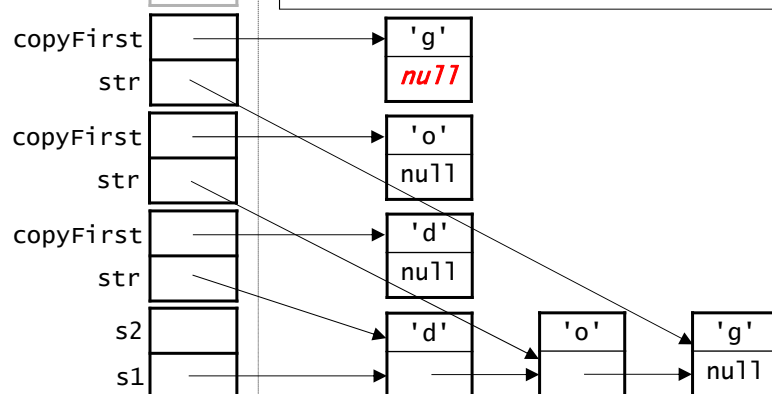 copyFirst 'g'
str null
copyFirst 'o'
str null
copyFirst 'd'
str null
s2 'd' 'o' 'g'
s1 null